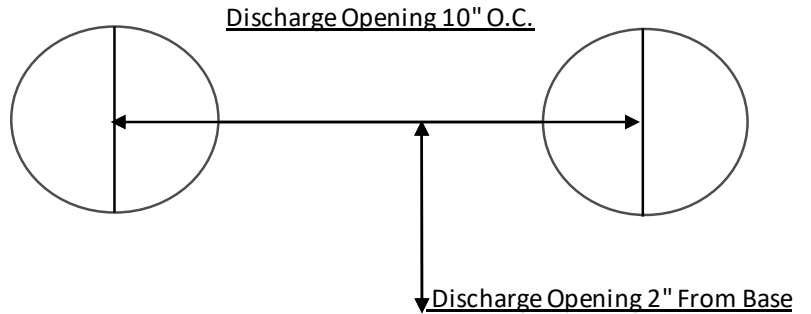 Discharge Opening 10" O.C.
Discharge Opening 2" From Base